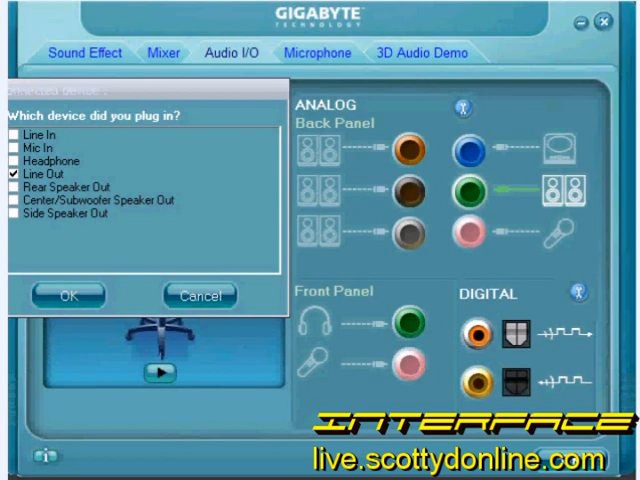 GIGABYTE
TECHNOLOGY
Sound Effect
Mixer
Audio I/O
Microphone
3D Audio Demo
Connected Device :
Which device did you plug in?
Line In
Mic In
Headphone
Line Out
Rear Speaker Out
Center/Subwoofer Speaker Out
Side Speaker Out
OK
Cancel
ANALOG
Back Panel
Front Panel
DIGITAL
INTERFACE
live.scottydonline.com